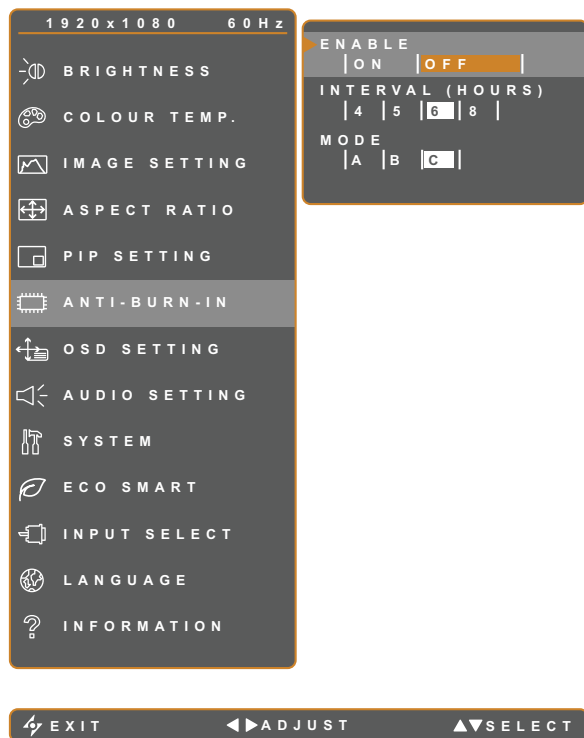 1920x1080 60Hz
BRIGHTNESS
COLOUR TEMP.
IMAGE SETTING
ASPECT RATIO
PIP SETTING
ANTI-BURN-IN
OSD SETTING
AUDIO SETTING
SYSTEM
ECO SMART
INPUT SELECT
LANGUAGE
INFORMATION
ENABLE
ON OFF
INTERVAL (HOURS)
4 5 6 8
MODE
A B C
EXIT ADJUST SELECT